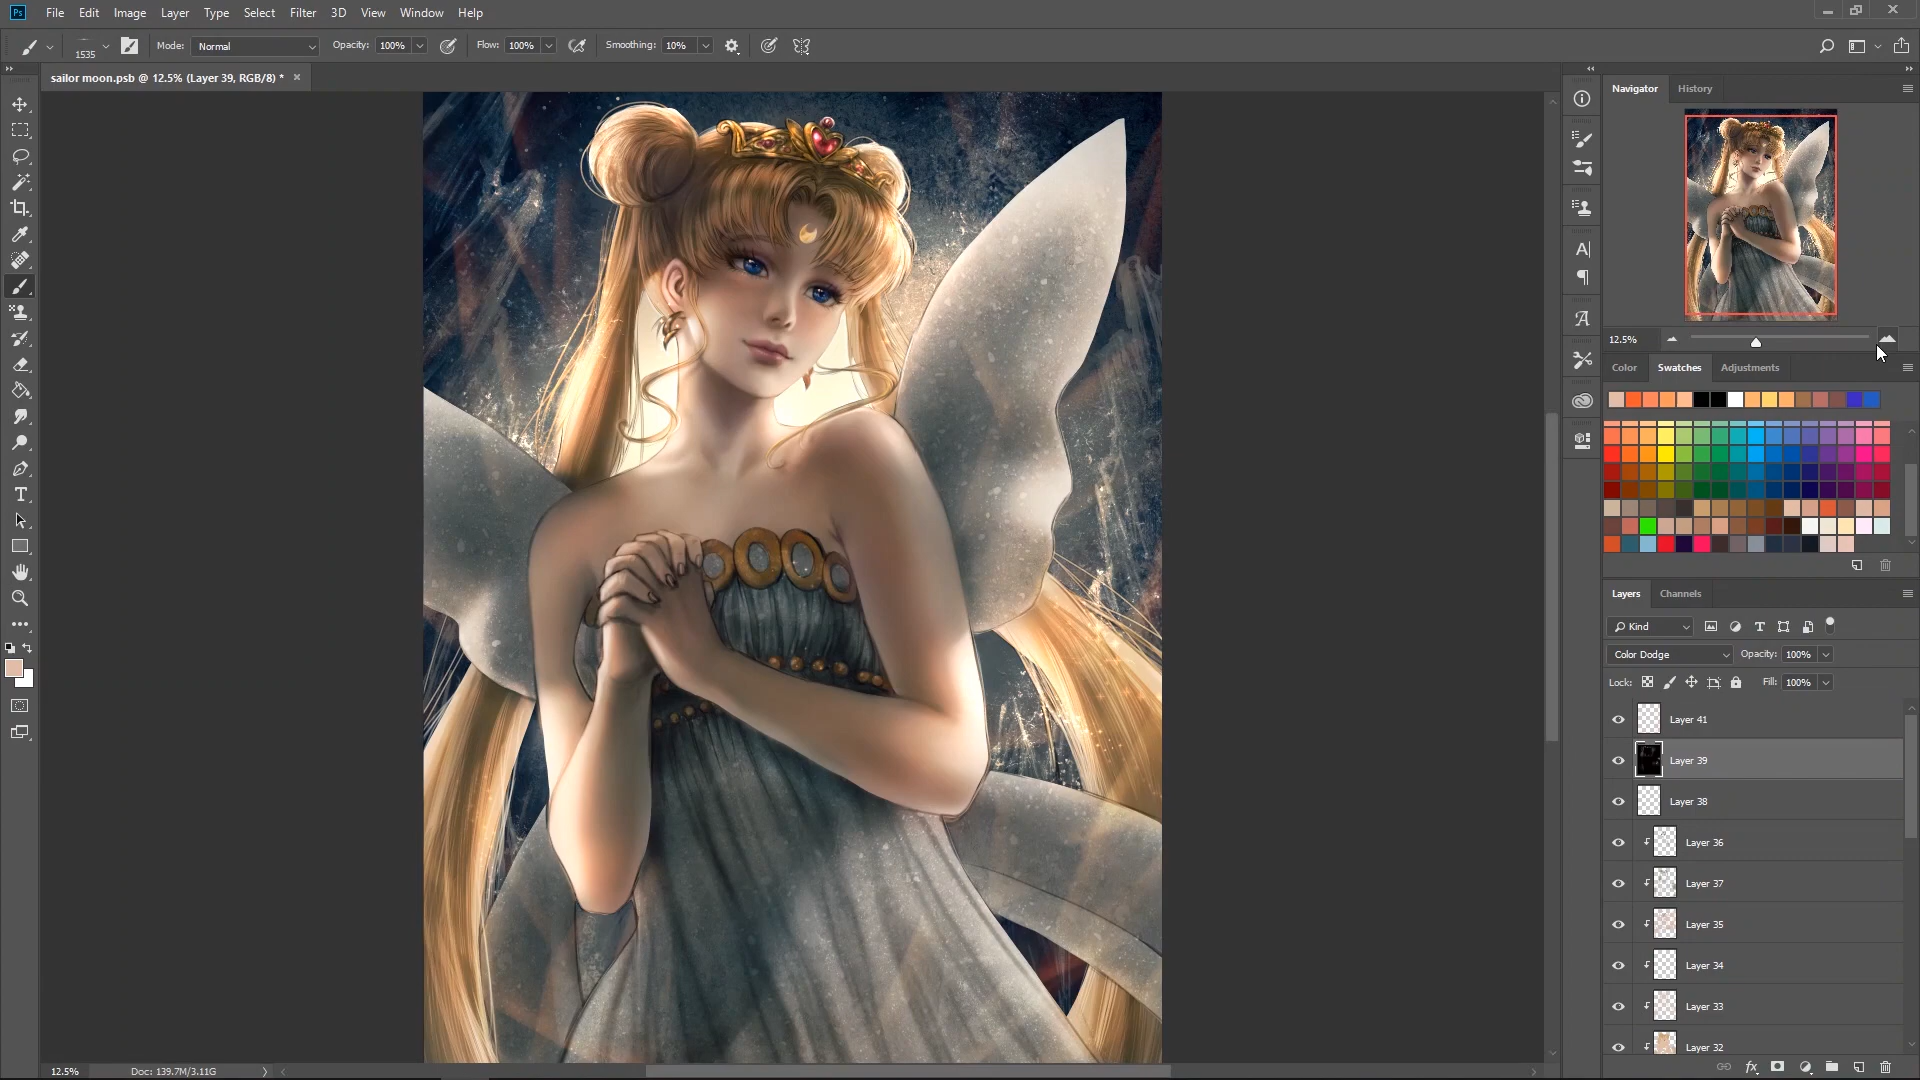 Ps File Edit Image Layer Type Select Filter 3D View Window Help
1535 Mode: Normal Opacity: 100% Flow: 100% Smoothing: 10%
sailor moon.psb @ 12.5% (Layer 39, RGB/8) *
Navigator History
12.5%
Color Swatches Adjustments
Layers Channels
Kind
Color Dodge Opacity: 100%
Lock: Fill: 100%
Layer 41
Layer 39
Layer 38
Layer 36
Layer 37
Layer 35
Layer 34
Layer 33
Layer 32
12.5% Doc: 139.7M/3.11G